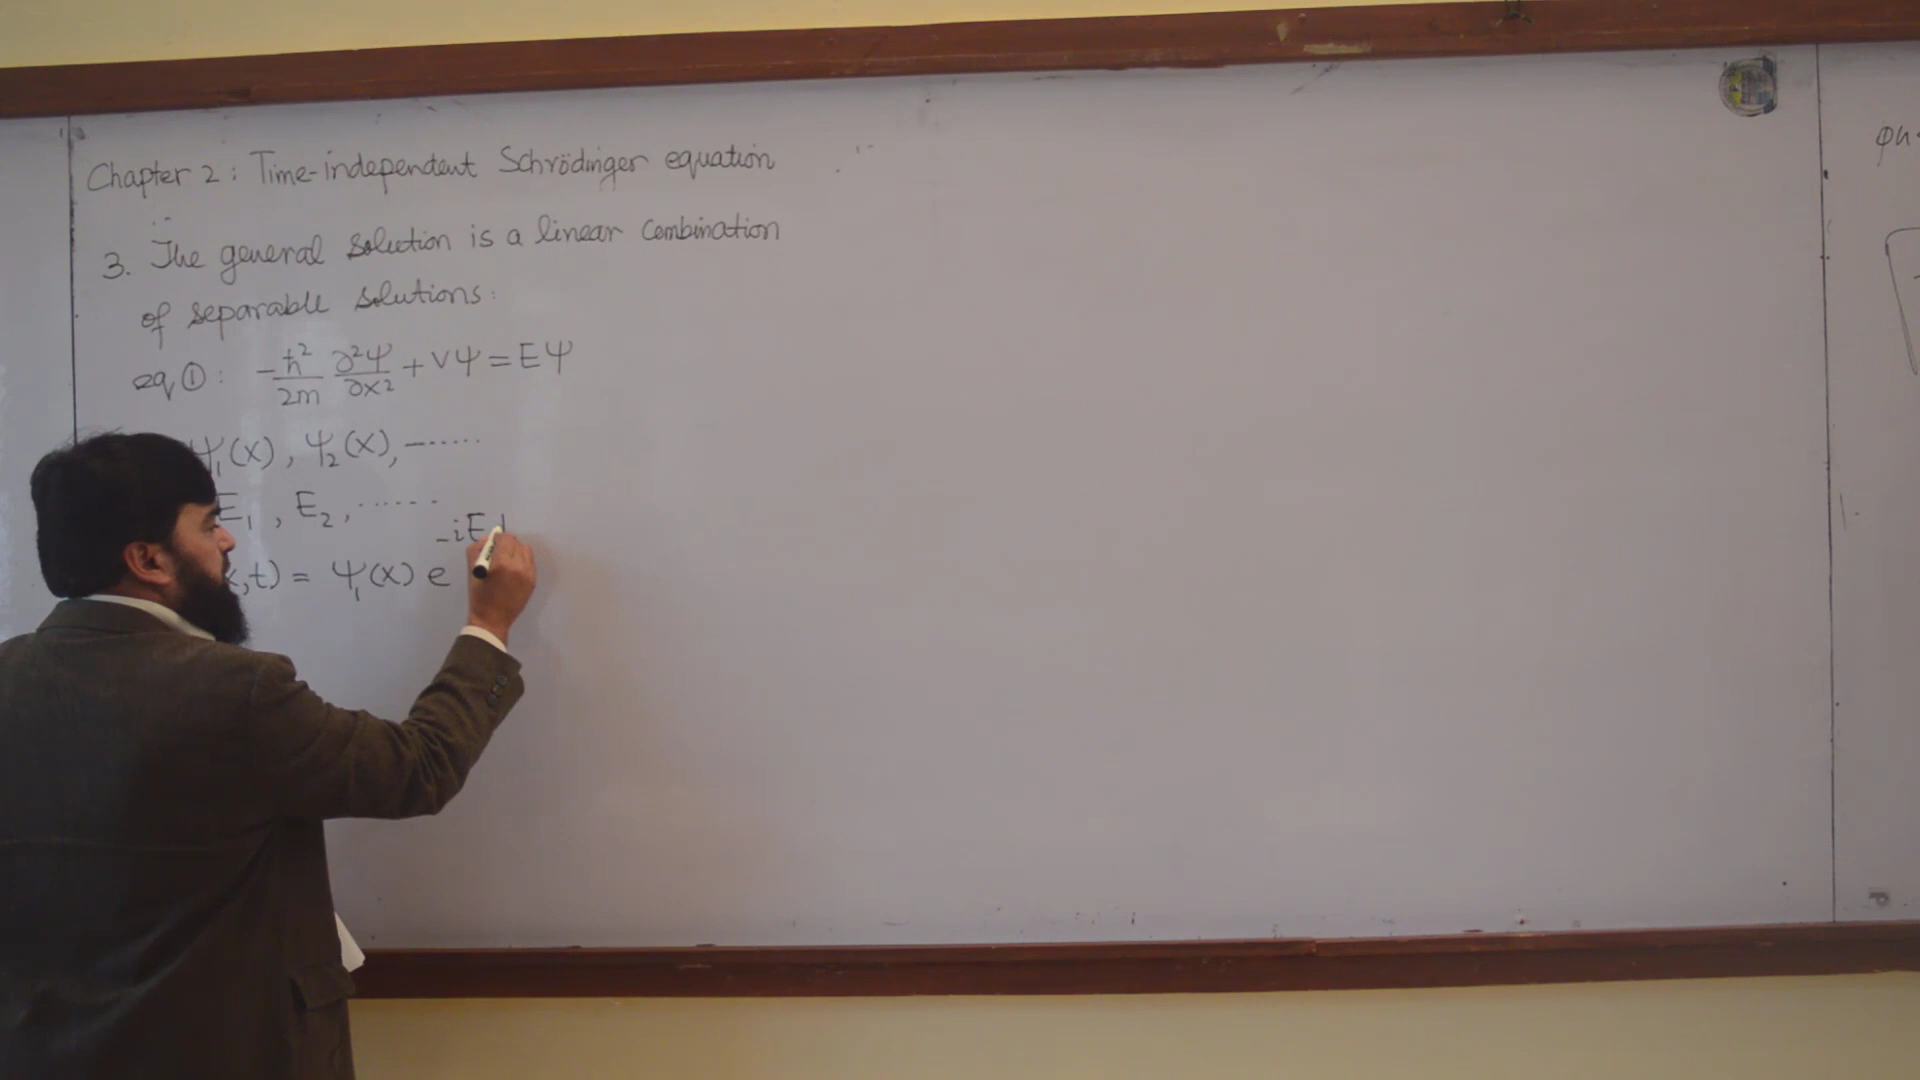 Chapter 2: Time-independent Schrödinger equation
3. The general solution is a linear combination
of separable solutions:
eq ①: -ħ²/2m ∂²Ψ/∂x² + VΨ = EΨ
Ψ₁(x), Ψ₂(x), -......
E₁, E₂, ......
x,t) = Ψ₁(x) e^-iE